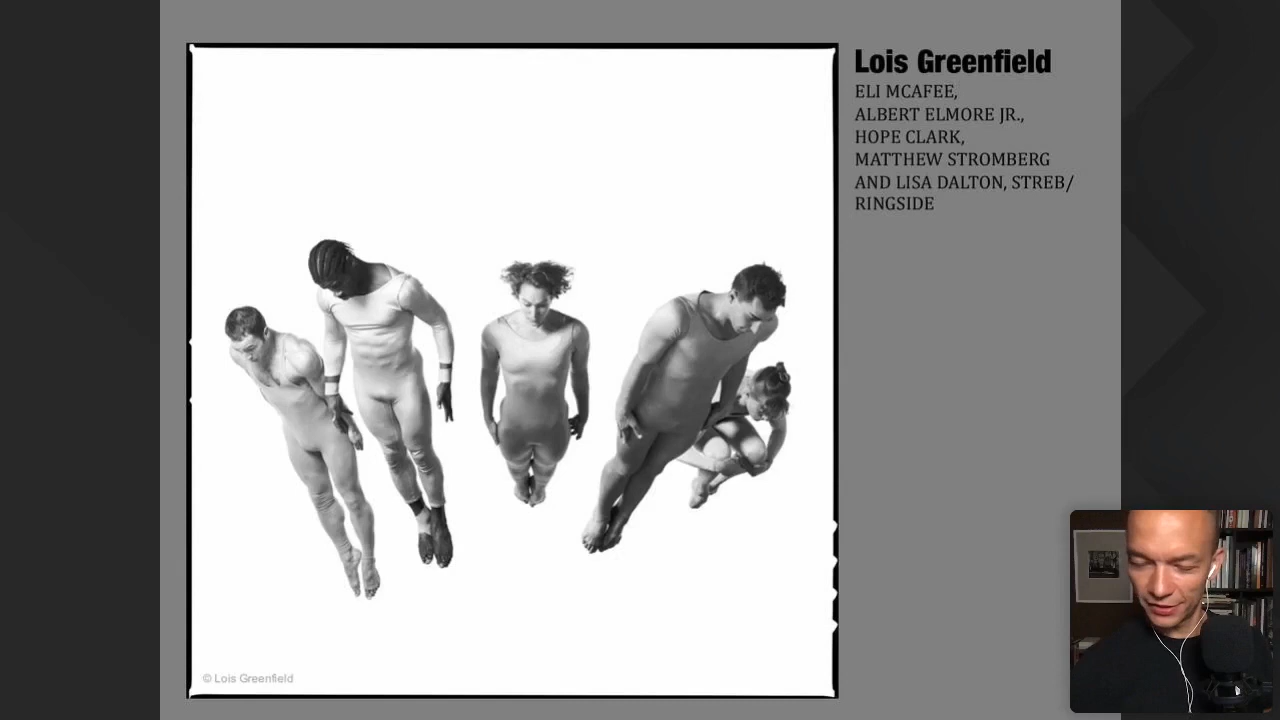 Lois Greenfield
ELI MCAFEE,
ALBERT ELMORE JR.,
HOPE CLARK,
MATTHEW STROMBERG
AND LISA DALTON, STREB/
RINGSIDE
© Lois Greenfield